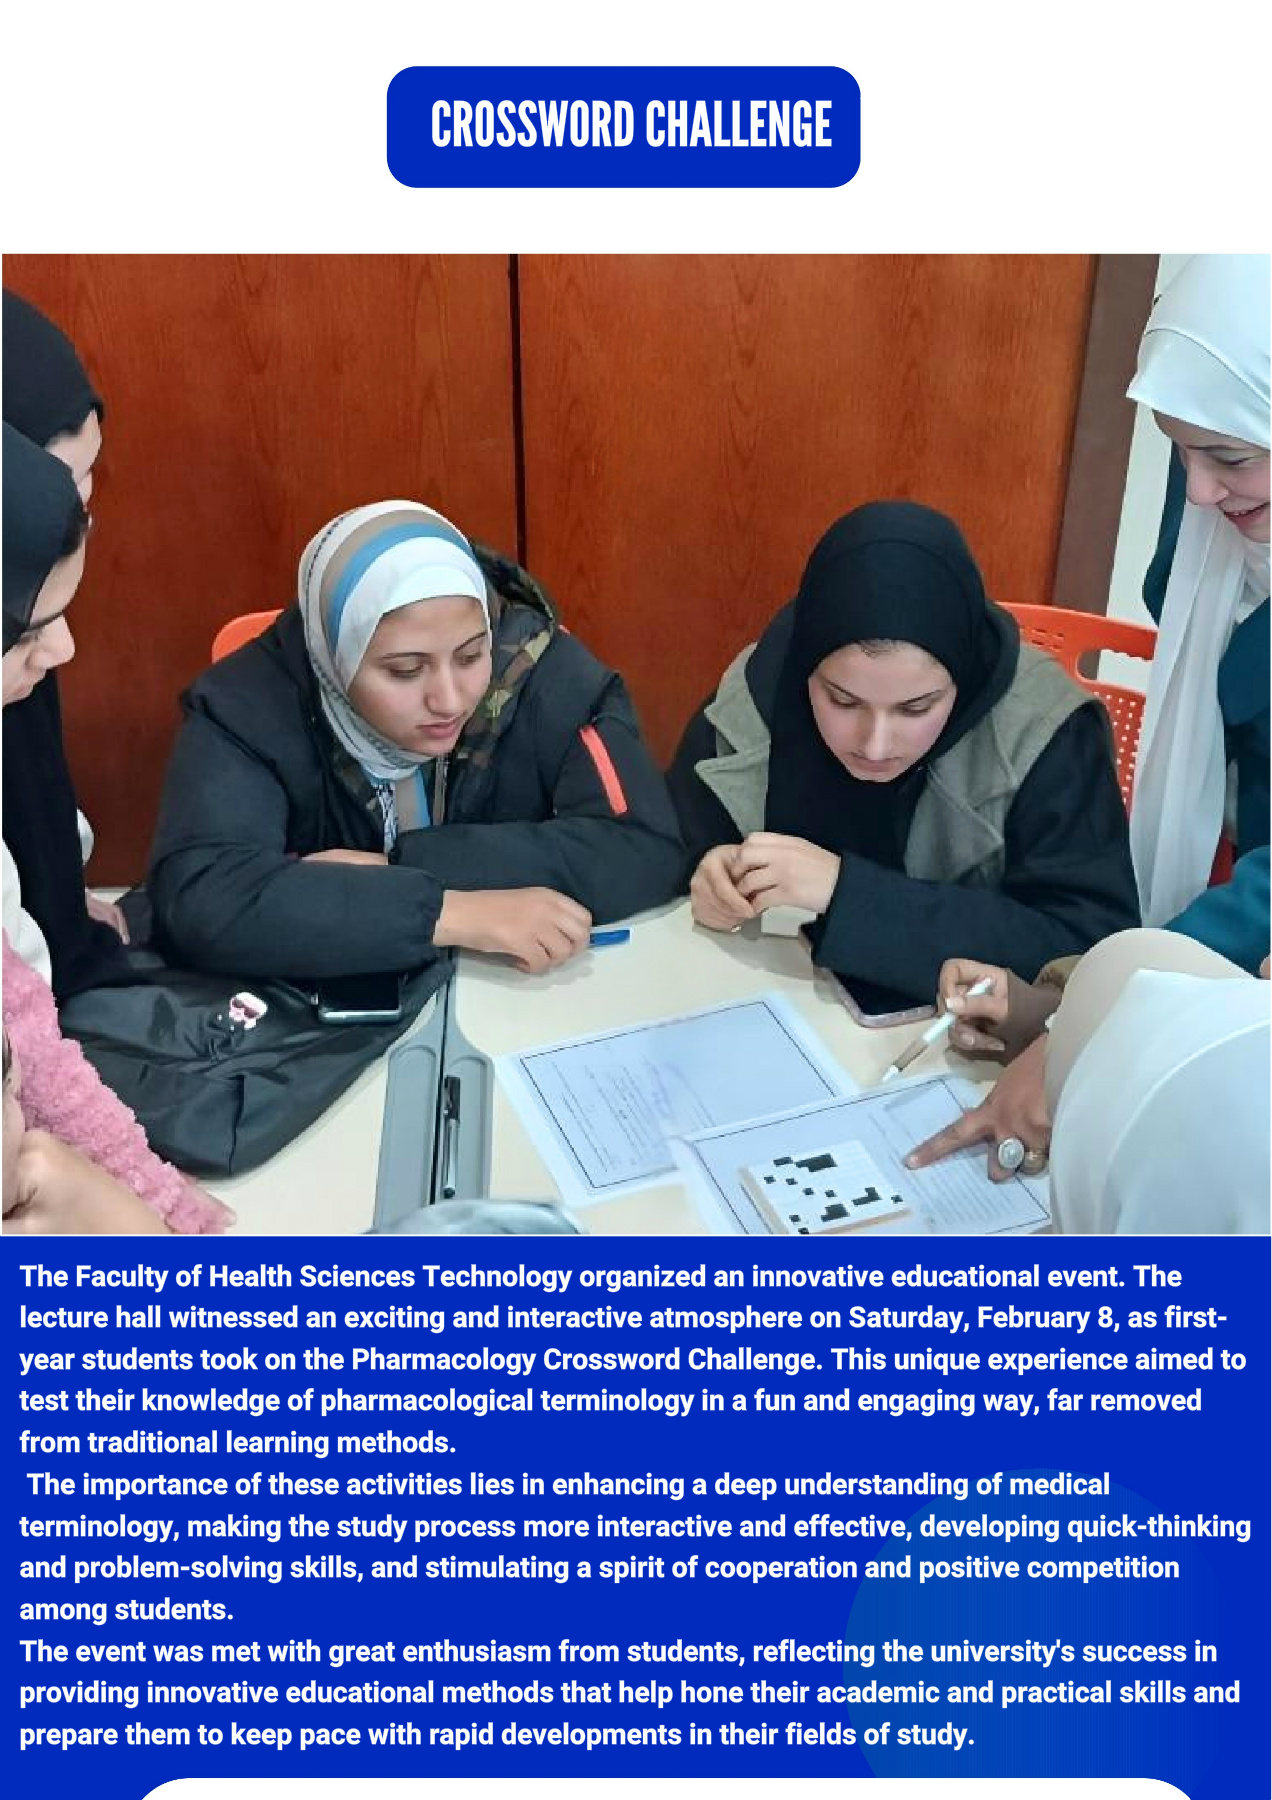 CROSSWORD CHALLENGE
The Faculty of Health Sciences Technology organized an innovative educational event. The
lecture hall witnessed an exciting and interactive atmosphere on Saturday, February 8, as first-
year students took on the Pharmacology Crossword Challenge. This unique experience aimed to
test their knowledge of pharmacological terminology in a fun and engaging way, far removed
from traditional learning methods.
The importance of these activities lies in enhancing a deep understanding of medical
terminology, making the study process more interactive and effective, developing quick-thinking
and problem-solving skills, and stimulating a spirit of cooperation and positive competition
among students.
The event was met with great enthusiasm from students, reflecting the university's success in
providing innovative educational methods that help hone their academic and practical skills and
prepare them to keep pace with rapid developments in their fields of study.